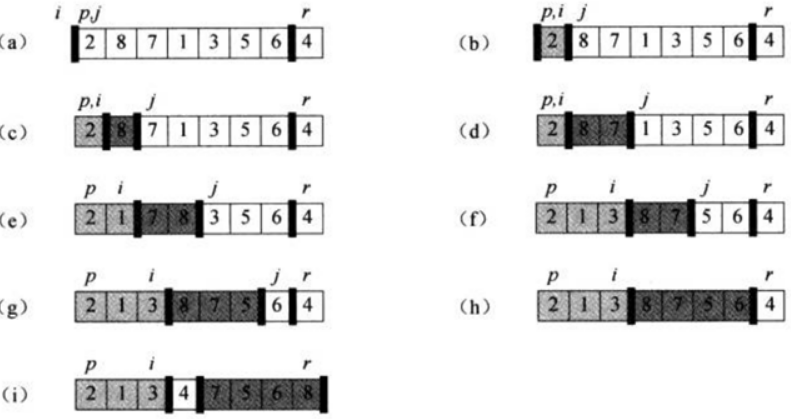 i p,j r
(a) 2 8 7 1 3 5 6 4
p,i j r
(b) 2 8 7 1 3 5 6 4
p,i j r
(c) 2 8 7 1 3 5 6 4
p,i j r
(d) 2 8 7 1 3 5 6 4
p i j r
(e) 2 1 7 8 3 5 6 4
p i j r
(f) 2 1 3 8 7 5 6 4
p i j r
(g) 2 1 3 8 7 5 6 4
p i r
(h) 2 1 3 8 7 5 6 4
p i r
(i) 2 1 3 4 7 5 6 8